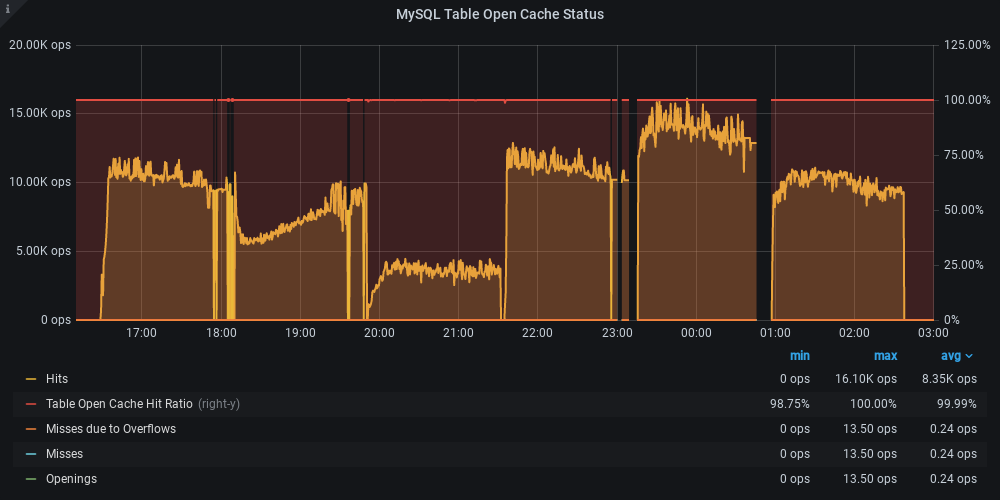 i
MySQL Table Open Cache Status
20.00K ops 125.00%
15.00K ops 100.00%
10.00K ops 75.00%
5.00K ops 50.00%
0 ops 25.00%
0%
17:00 18:00 19:00 20:00 21:00 22:00 23:00 00:00 01:00 02:00 03:00
min max avg
Hits 0 ops 16.10K ops 8.35K ops
Table Open Cache Hit Ratio (right-y) 98.75% 100.00% 99.99%
Misses due to Overflows 0 ops 13.50 ops 0.24 ops
Misses 0 ops 13.50 ops 0.24 ops
Openings 0 ops 13.50 ops 0.24 ops